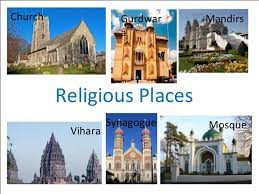 Church
Gurdwar
Mandirs
Religious Places
Vihara
Synagogue
Mosque